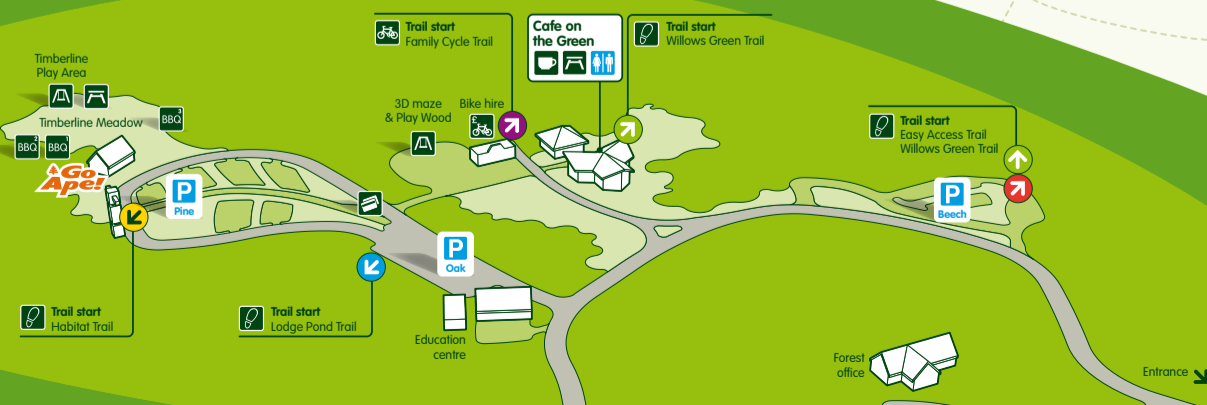 Trail start
Family Cycle Trail
Cafe on
the Green
Trail start
Willows Green Trail
Timberline
Play Area
Timberline Meadow
BBQ 3
BBQ 2
BBQ 1
Go
Ape!
3D maze
& Play Wood
Bike hire
£
Trail start
Easy Access Trail
Willows Green Trail
P
Pine
P
Beech
P
Oak
Trail start
Habitat Trail
Trail start
Lodge Pond Trail
Education
centre
Forest
office
Entrance